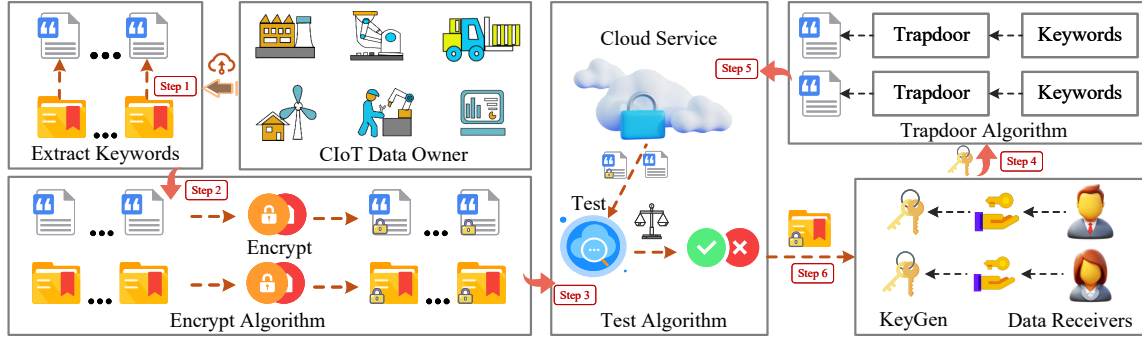 Step 1
Extract Keywords
CIoT Data Owner
Step 2
Encrypt
Encrypt Algorithm
Step 3
Cloud Service
Test
Test Algorithm
Step 5
Trapdoor
Keywords
Trapdoor
Keywords
Trapdoor Algorithm
Step 4
Step 6
KeyGen
Data Receivers